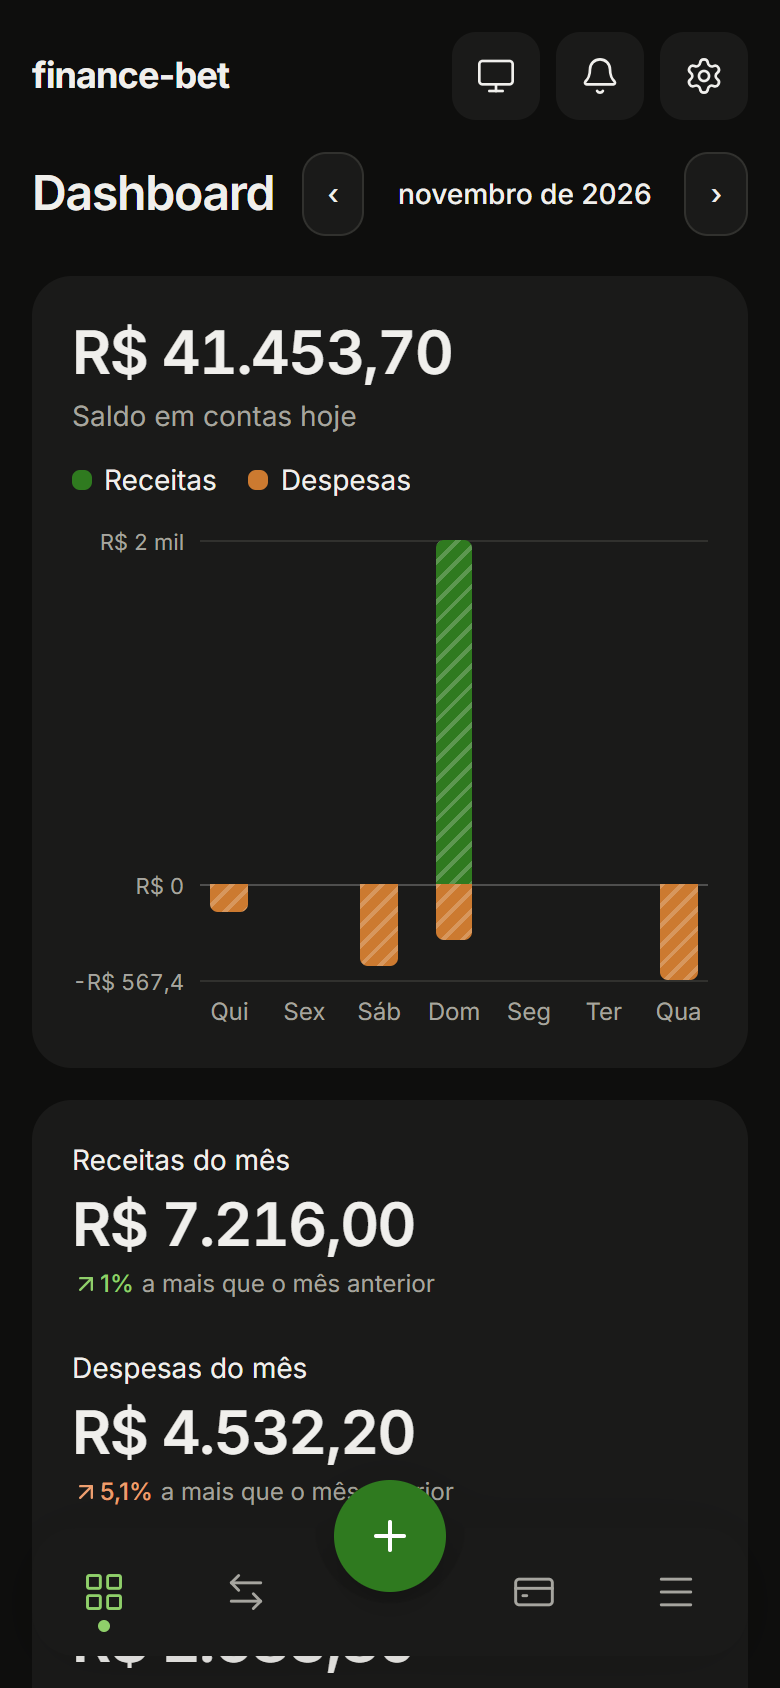 finance-bet
Dashboard ‹ novembro de 2026 ›
R$ 41.453,70
Saldo em contas hoje
Receitas Despesas
R$ 2 mil
R$ 0
-R$ 567,4
Qui Sex Sáb Dom Seg Ter Qua
Receitas do mês
R$ 7.216,00
1% a mais que o mês anterior
Despesas do mês
R$ 4.532,20
5,1% a mais que o mês
R$